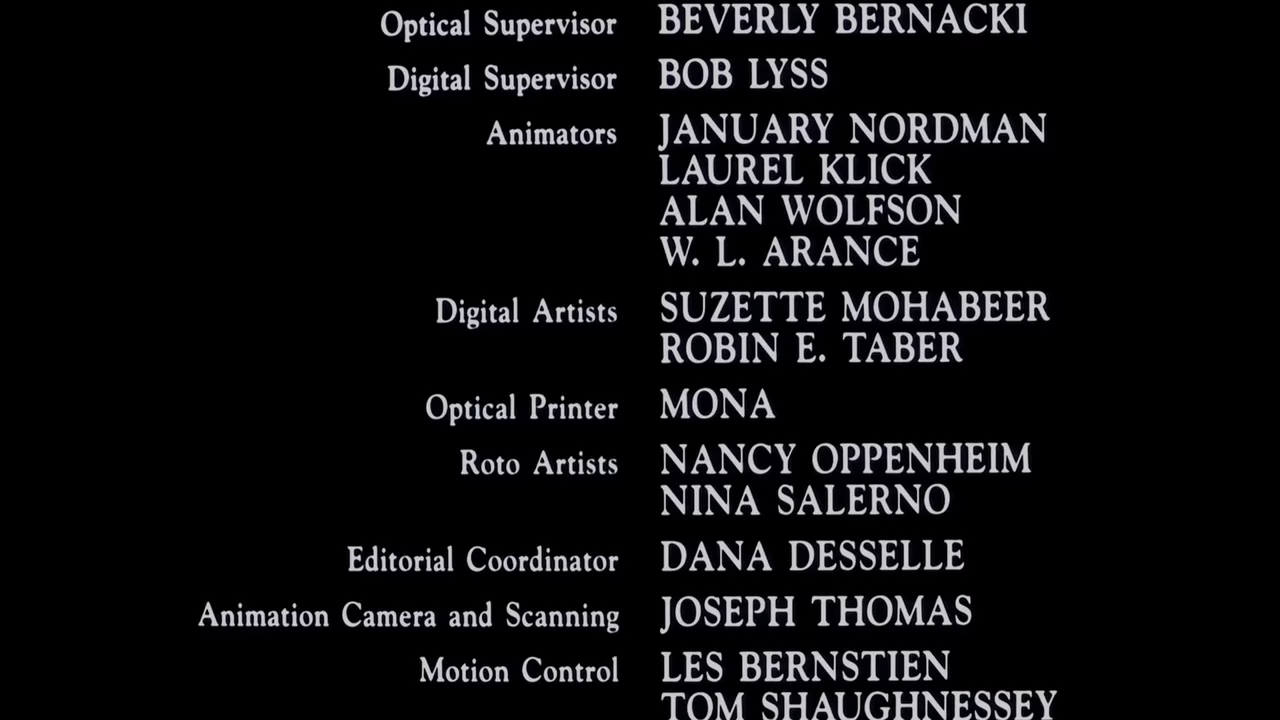 Optical Supervisor BEVERLY BERNACKI
Digital Supervisor BOB LYSS
Animators JANUARY NORDMAN
LAUREL KLICK
ALAN WOLFSON
W. L. ARANCE
Digital Artists SUZETTE MOHABEER
ROBIN E. TABER
Optical Printer MONA
Roto Artists NANCY OPPENHEIM
NINA SALERNO
Editorial Coordinator DANA DESSELLE
Animation Camera and Scanning JOSEPH THOMAS
Motion Control LES BERNSTIEN
TOM SHAUGHNESSEY